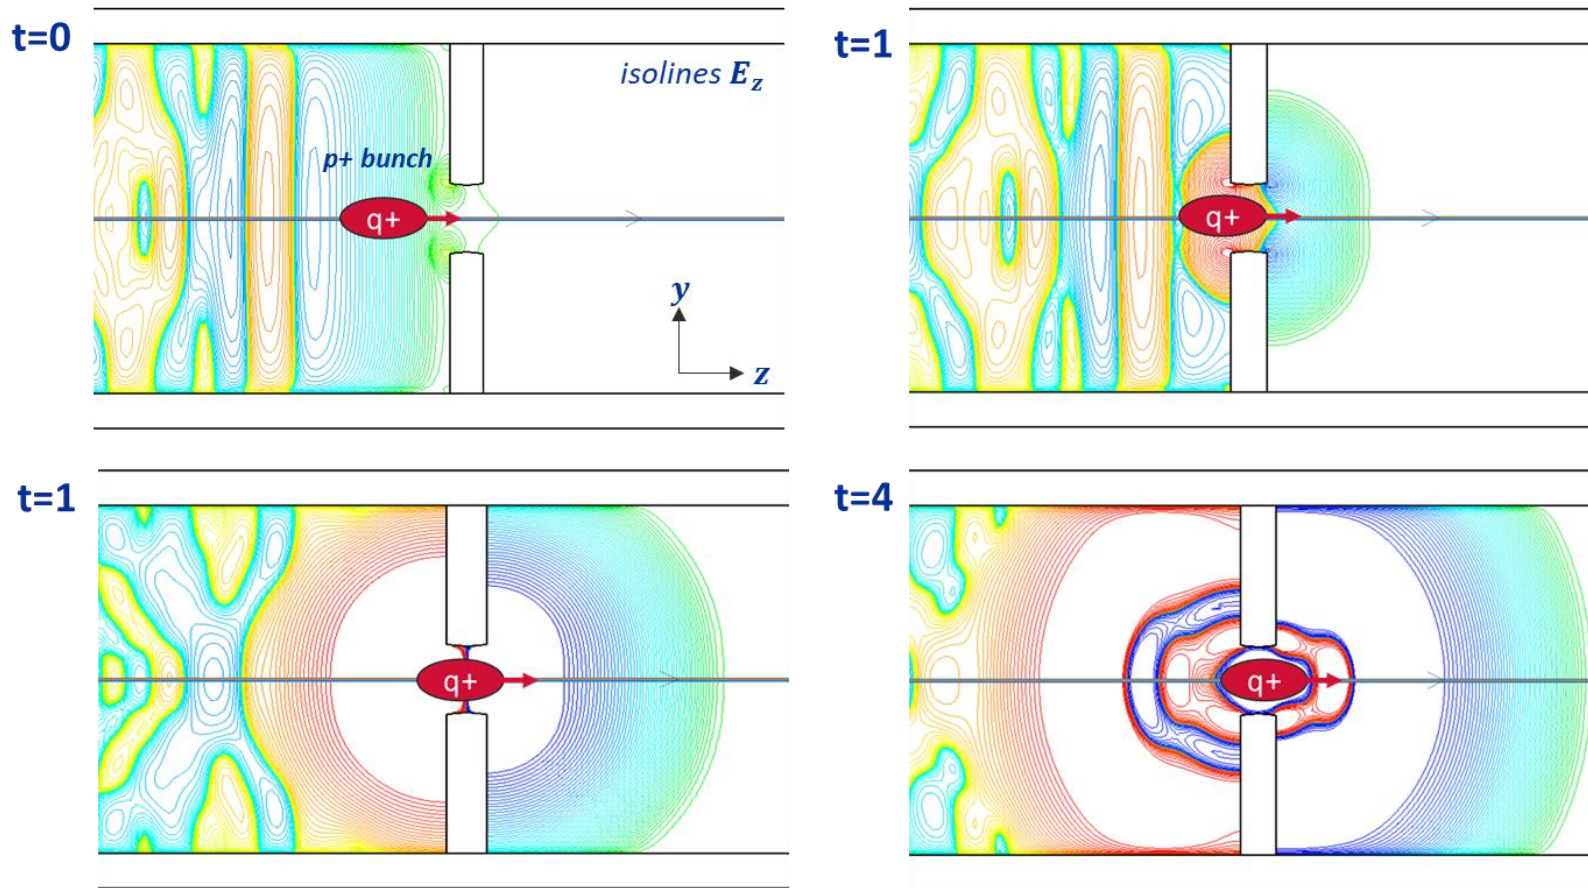 t=0
isolines E_z
p+ bunch
q+
y
z
t=1
q+
t=1
q+
t=4
q+